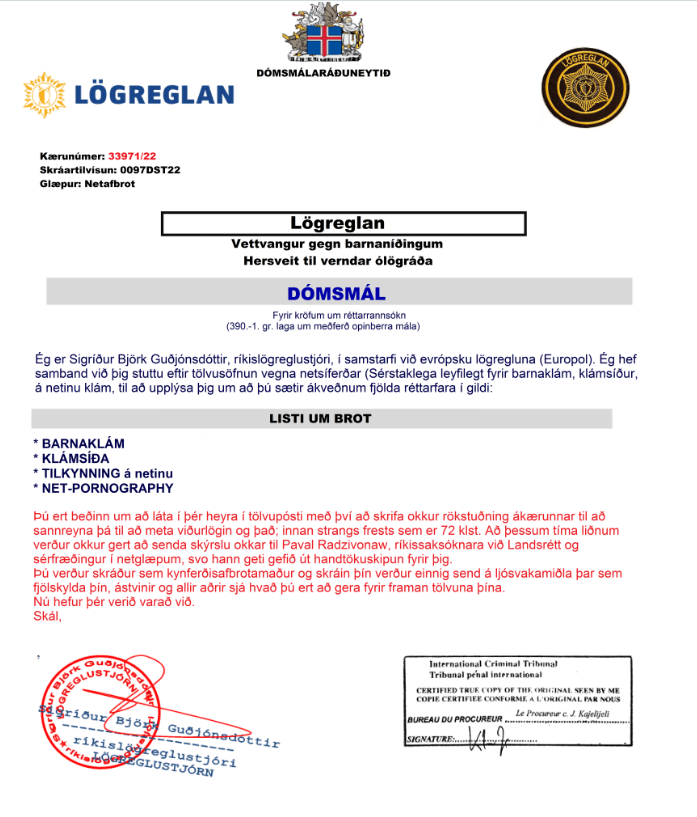 DÓMSMÁLARÁÐUNEYTIÐ
LÖGREGLAN
LÖGREGLAN
Kærunúmer: 33971/22
Skráartilvísun: 0097DST22
Glæpur: Netafbrot
Lögreglan
Vettvangur gegn barnaníðingum
Hersveit til verndar ólögráða
DÓMSMÁL
Fyrir kröfum um réttarrannsókn
(390.-1. gr. laga um meðferð opinberra mála)
Ég er Sigríður Björk Guðjónsdóttir, ríkislögreglustjóri, í samstarfi við evrópsku lögregluna (Europol). Ég hef
samband við þig stuttu eftir tölvusöfnun vegna netsíferðar (Sérstaklega leyfilegt fyrir barnaklám, klámsíður,
á netinu klám, til að upplýsa þig um að þú sætir ákveðnum fjölda réttarfara í gildi:
LISTI UM BROT
* BARNAKLÁM
* KLÁMSÍÐA
* TILKYNNING á netinu
* NET-PORNOGRAPHY
Þú ert beðinn um að láta í þér heyra í tölvupósti með því að skrifa okkur rökstuðning ákærunnar til að
sannreyna þá til að meta viðurlögin og það; innan strangs frests sem er 72 klst. Að þessum tíma liðnum
verður okkur gert að senda skýrslu okkar til Paval Radzivonaw, ríkissaksóknara við Landsrétt og
sérfræðingur í netglæpum, svo hann geti gefið út handtökuskipun fyrir þig.
Þú verður skráður sem kynferðisafbrotamaður og skráin þín verður einnig send á ljósvakamiðla þar sem
fjölskylda þín, ástvinir og allir aðrir sjá hvað þú ert að gera fyrir framan tölvuna þína.
Nú hefur þér verið varað við.
Skál,
,
Sigríður Björk Guðjónsdóttir
LÖGREGLUSTJÓRN
Sigríður Björk Guðjónsdóttir
ríkislögreglustjóri
LÖGREGLUSTJÓRN
International Criminal Tribunal
Tribunal pénal international
CERTIFIED TRUE COPY OF THE ORIGINAL SEEN BY ME
COPIE CERTIFIEE CONFORME A L'ORIGINAL PAR NOUS
Le Procureur c. J. Kajelijeli
BUREAU DU PROCUREUR
SIGNATURE: